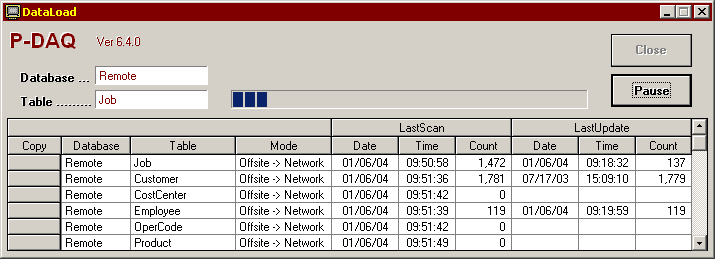 DataLoad
P-DAQ Ver 6.4.0
Close
Database ... Remote
Pause
Table ......... Job
LastScan LastUpdate
Copy Database Table Mode Date Time Count Date Time Count
Remote Job Offsite -> Network 01/06/04 09:50:58 1,472 01/06/04 09:18:32 137
Remote Customer Offsite -> Network 01/06/04 09:51:36 1,781 07/17/03 15:09:10 1,779
Remote CostCenter Offsite -> Network 01/06/04 09:51:42 0
Remote Employee Offsite -> Network 01/06/04 09:51:39 119 01/06/04 09:19:59 119
Remote OperCode Offsite -> Network 01/06/04 09:51:42 0
Remote Product Offsite -> Network 01/06/04 09:51:49 0